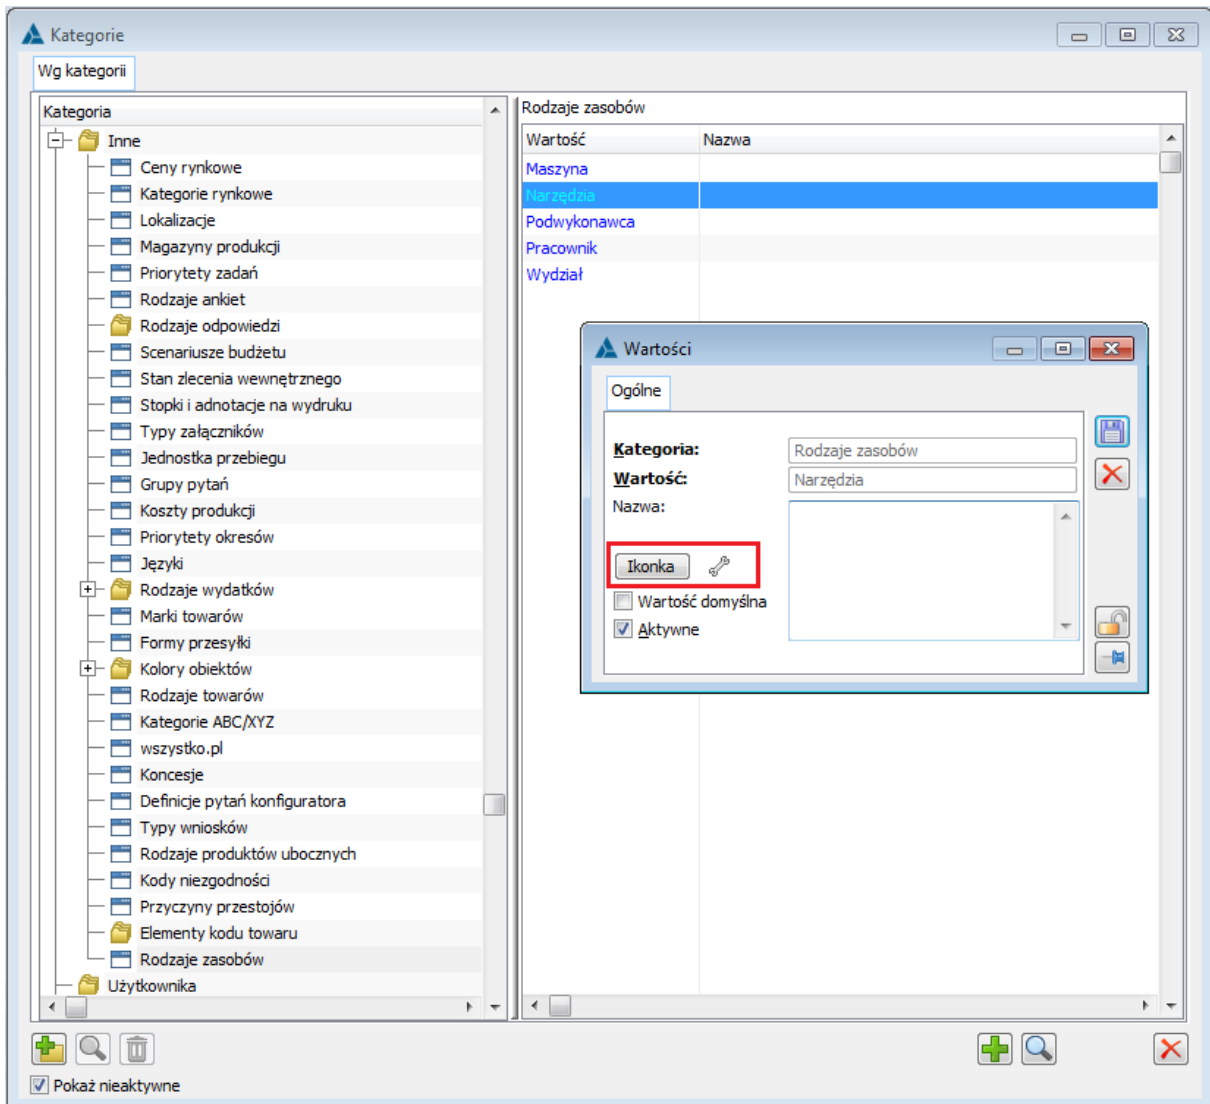 Kategorie
Wg kategorii
Kategoria
Inne
Ceny rynkowe
Kategorie rynkowe
Lokalizacje
Magazyny produkcji
Priorytety zadań
Rodzaje ankiet
Rodzaje odpowiedzi
Scenariusze budżetu
Stan zlecenia wewnętrznego
Stopki i adnotacje na wydruku
Typy załączników
Jednostka przebiegu
Grupy pytań
Koszty produkcji
Priorytety okresów
Języki
Rodzaje wydatków
Marki towarów
Formy przesyłki
Kolory obiektów
Rodzaje towarów
Kategorie ABC/XYZ
wszystko.pl
Koncesje
Definicje pytań konfiguratora
Typy wniosków
Rodzaje produktów ubocznych
Kody niezgodności
Przyczyny przestojów
Elementy kodu towaru
Rodzaje zasobów
Użytkownika
Rodzaje zasobów
Wartość Nazwa
Maszyna
Narzędzia
Podwykonawca
Pracownik
Wydział
Wartości
Ogólne
Kategoria: Rodzaje zasobów
Wartość: Narzędzia
Nazwa:
Ikonka
Wartość domyślna
Aktywne
Pokaż nieaktywne